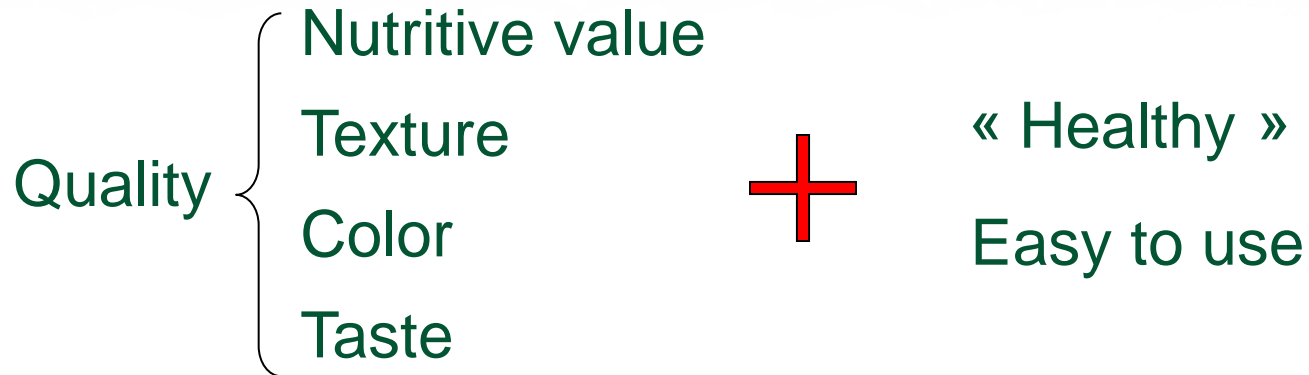 Quality
Nutritive value
Texture
Color
Taste
« Healthy »
Easy to use